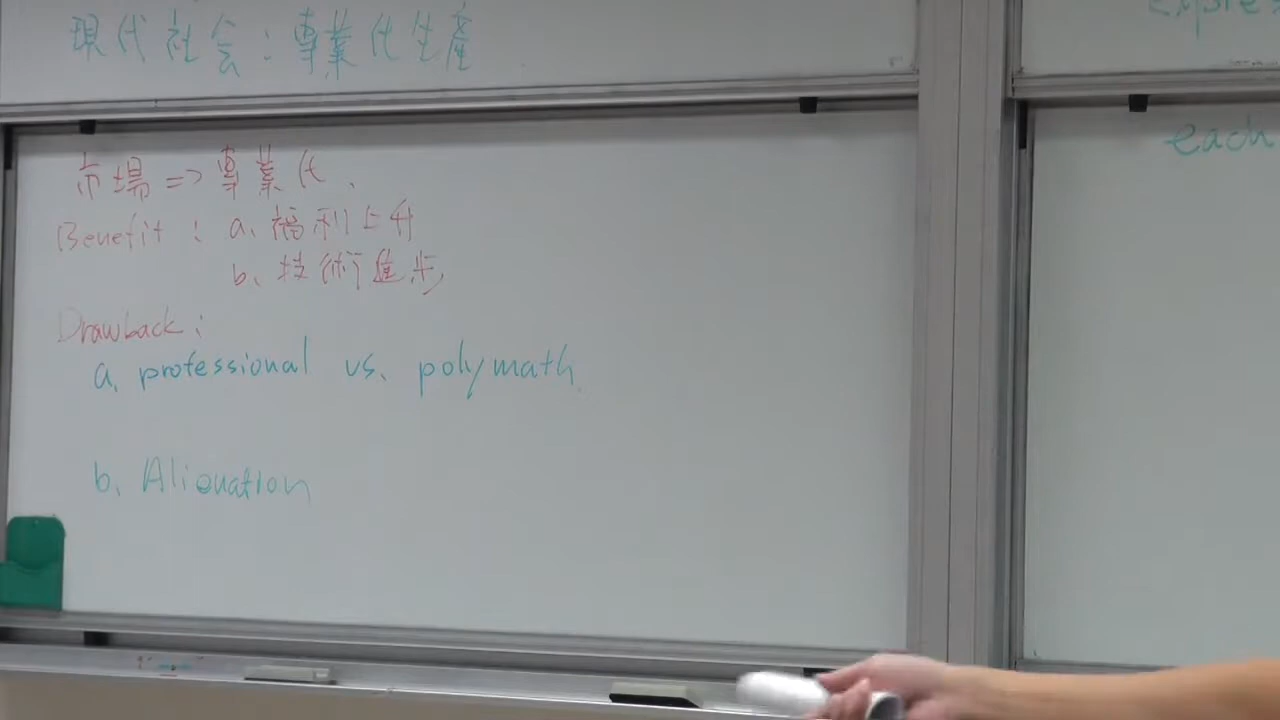 現代社会：專業化生產
市場 => 專業化
Benefit : a、福利上升
b、技術進步
Drawback :
a、professional vs. polymath
b、Alienation
each